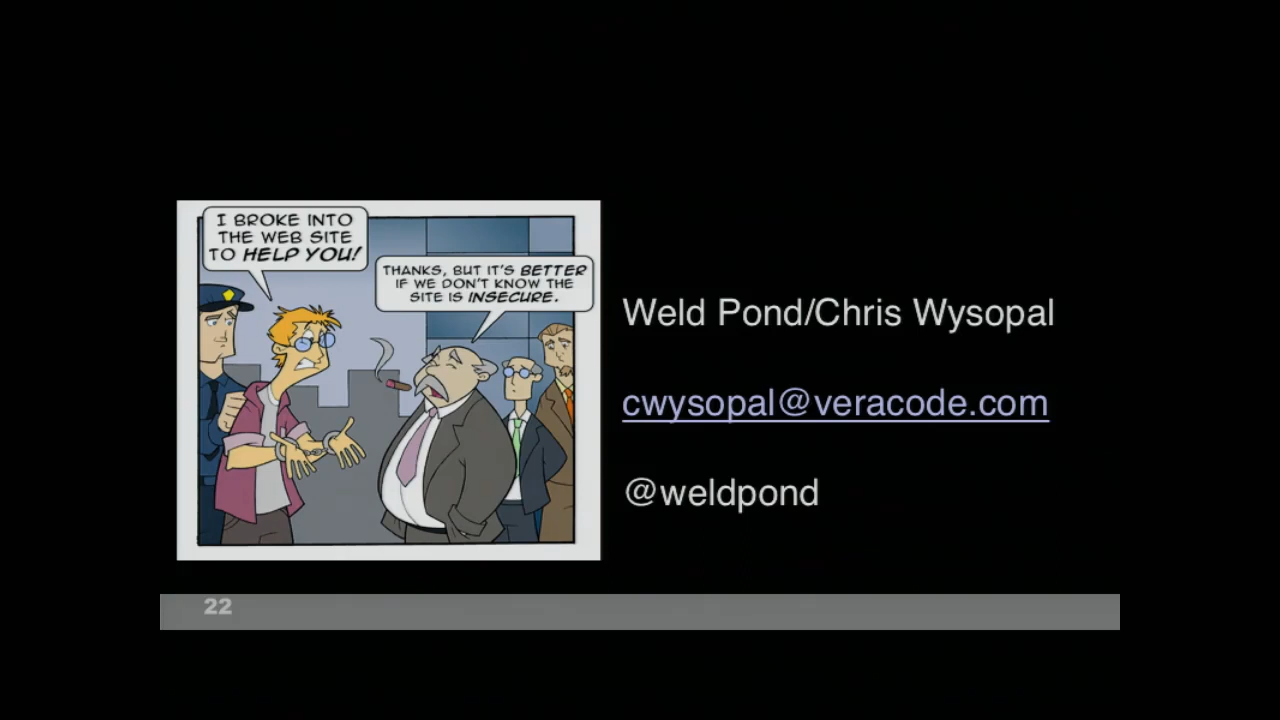 I BROKE INTO
THE WEB SITE
TO HELP YOU!
THANKS, BUT IT'S BETTER
IF WE DON'T KNOW THE
SITE IS INSECURE.
Weld Pond/Chris Wysopal
cwysopal@veracode.com
@weldpond
22